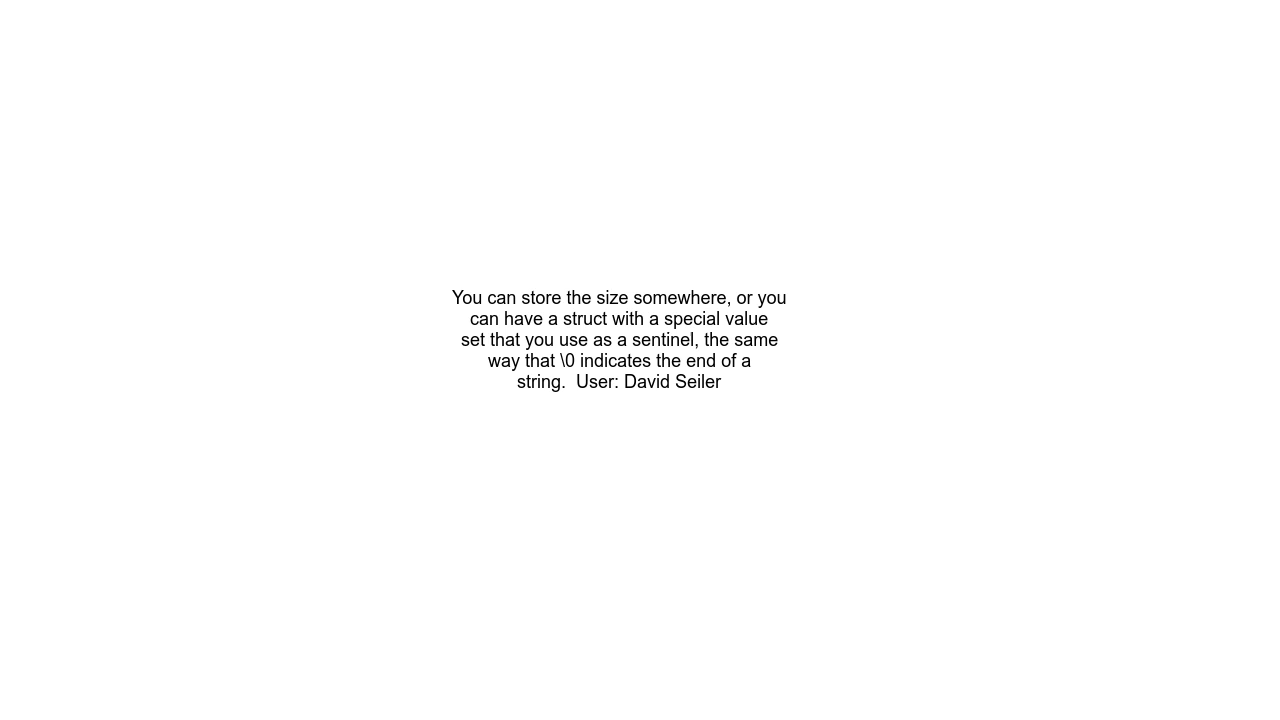 You can store the size somewhere, or you
can have a struct with a special value
set that you use as a sentinel, the same
way that \0 indicates the end of a
string.  User: David Seiler